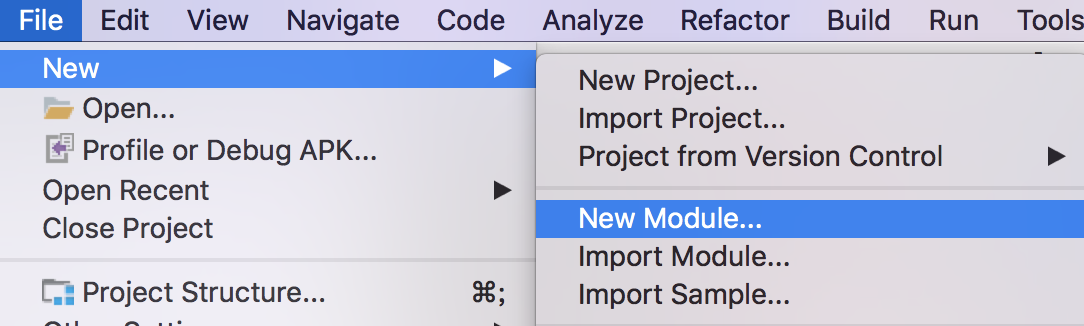 File Edit View Navigate Code Analyze Refactor Build Run Tools
New
Open...
Profile or Debug APK...
Open Recent
Close Project
Project Structure... ⌘;
New Project...
Import Project...
Project from Version Control
New Module...
Import Module...
Import Sample...